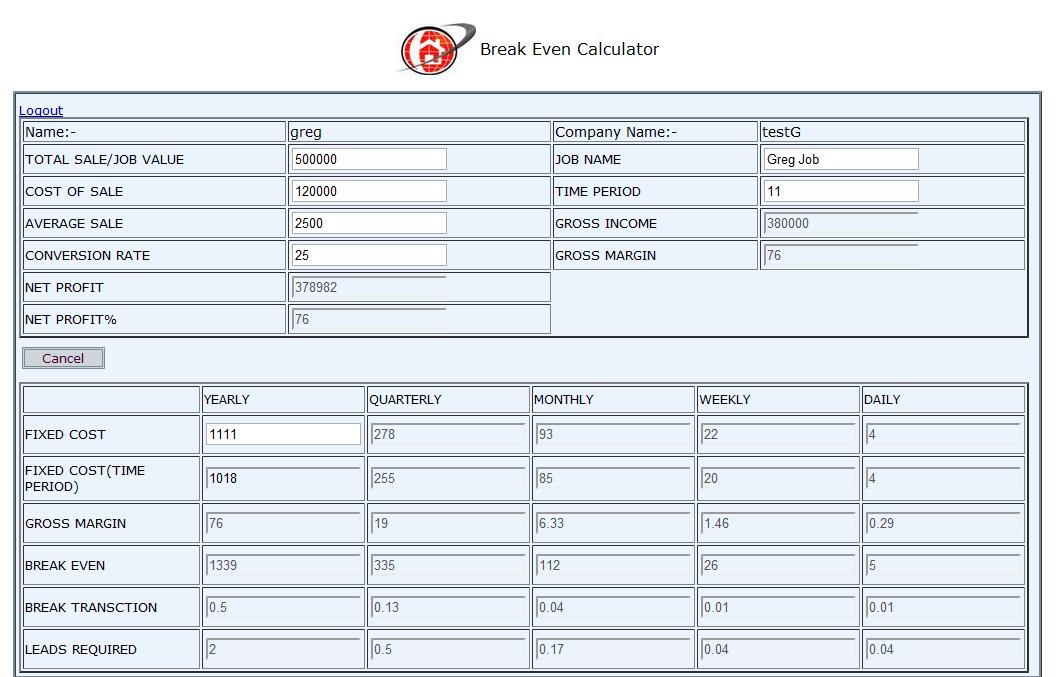 Break Even Calculator
Logout
Name:- greg Company Name:- testG
TOTAL SALE/JOB VALUE 500000 JOB NAME Greg Job
COST OF SALE 120000 TIME PERIOD 11
AVERAGE SALE 2500 GROSS INCOME 380000
CONVERSION RATE 25 GROSS MARGIN 76
NET PROFIT 378982
NET PROFIT% 76
Cancel
YEARLY QUARTERLY MONTHLY WEEKLY DAILY
FIXED COST 1111 278 93 22 4
FIXED COST(TIME
PERIOD) 1018 255 85 20 4
GROSS MARGIN 76 19 6.33 1.46 0.29
BREAK EVEN 1339 335 112 26 5
BREAK TRANSCTION 0.5 0.13 0.04 0.01 0.01
LEADS REQUIRED 2 0.5 0.17 0.04 0.04